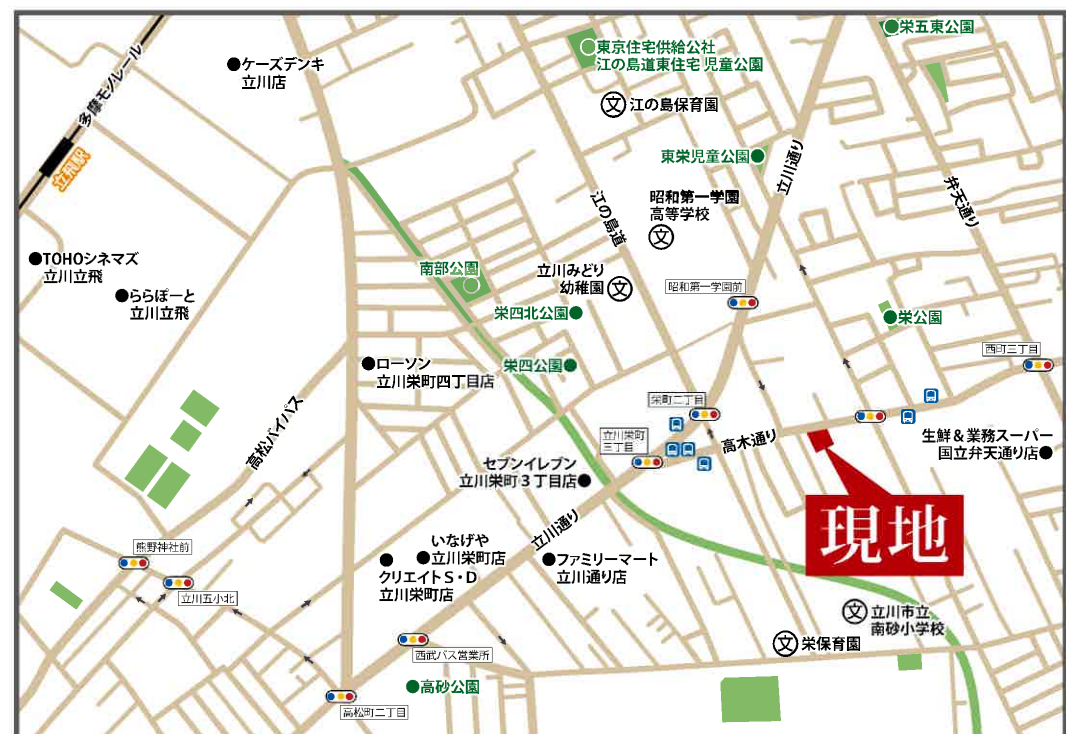 栄五東公園
東京住宅供給公社
江の島道東住宅 児童公園
ケーズデンキ
立川店
多摩モノレール
江の島保育園
立飛駅
東栄児童公園
立川通り
昭和第一学園
高等学校
江の島道
弁天通り
TOHOシネマズ
立川立飛
ららぽーと
立川立飛
南部公園
立川みどり
幼稚園
昭和第一学園前
栄四北公園
栄公園
西町三丁目
ローソン
立川栄町四丁目店
栄四公園
栄町二丁目
高松バイパス
立川栄町
三丁目
高木通り
生鮮&業務スーパー
国立弁天通り店
セブンイレブン
立川栄町3丁目店
現地
立川通り
熊野神社前
いなげや
立川栄町店
クリエイトS・D
立川栄町店
ファミリーマート
立川通り店
立川五小北
立川市立
南砂小学校
栄保育園
西武バス営業所
高砂公園
高松町二丁目
文
文
文
文
文